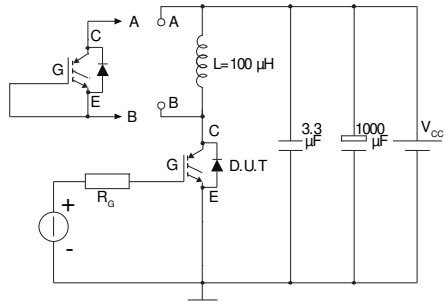 A
A
C
G
L=100 µH
E
B
B
C
3.3
µF
1000
µF
V_CC
G
D.U.T
E
R_G
+
-